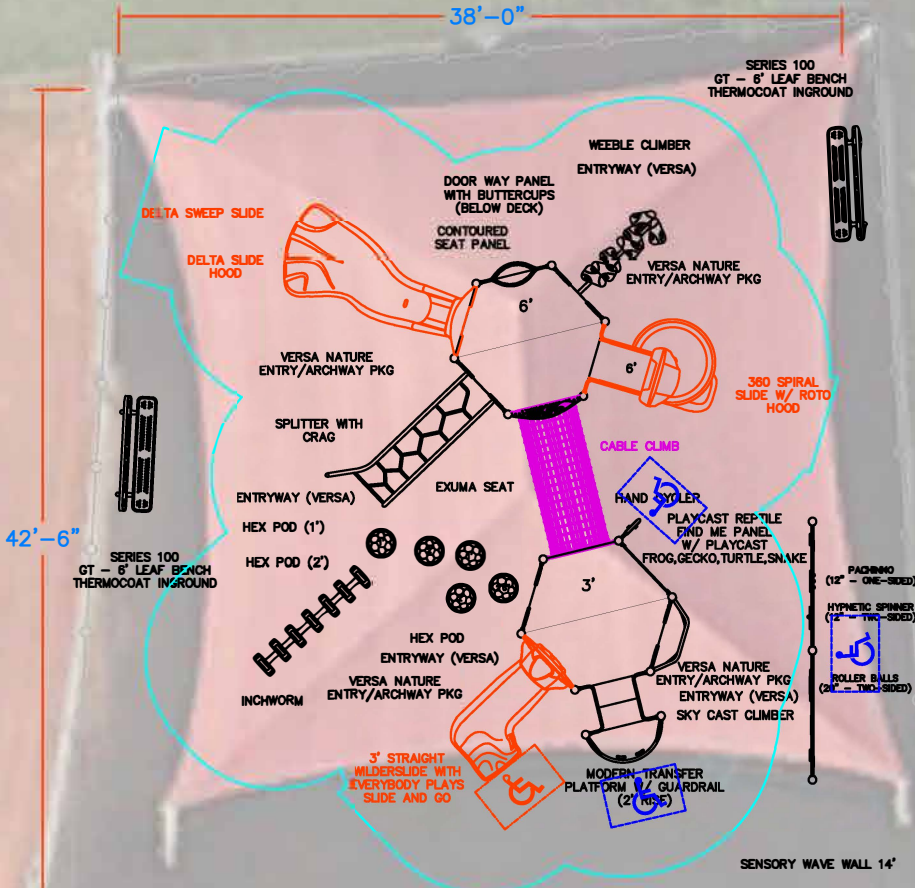 38'-0"
SERIES 100
GT – 6' LEAF BENCH
THERMOCOAT INGROUND
WEEBLE CLIMBER
ENTRYWAY (VERSA)
DOOR WAY PANEL
WITH BUTTERCUPS
(BELOW DECK)
CONTOURED
SEAT PANEL
DELTA SWEEP SLIDE
DELTA SLIDE
HOOD
VERSA NATURE
ENTRY/ARCHWAY PKG
6'
6'
VERSA NATURE
ENTRY/ARCHWAY PKG
360 SPIRAL
SLIDE W/ ROTO
HOOD
SPLITTER WITH
CRAG
CABLE CLIMB
EXUMA SEAT
ENTRYWAY (VERSA)
HAND CYCLER
HEX POD (1')
HEX POD (2')
PLAYCAST REPTILE
FIND ME PANEL
W/ PLAYCAST
FROG,GECKO,TURTLE,SNAKE
42'-6"
SERIES 100
GT – 6' LEAF BENCH
THERMOCOAT INGROUND
3'
(12" – ONE-SIDED)
HYPNETIC SPINNER
(12" – TWO-SIDED)
ROLLER BALLS
– TWO-SIDED)
HEX POD
ENTRYWAY (VERSA)
VERSA NATURE
ENTRY/ARCHWAY PKG
INCHWORM
VERSA NATURE
ENTRY/ARCHWAY PKG
ENTRYWAY (VERSA)
SKY CAST CLIMBER
3' STRAIGHT
WILDERSLIDE WITH
EVERYBODY PLAYS
SLIDE AND GO
MODERN TRANSFER
PLATFORM W/ GUARDRAIL
(2' RISE)
SENSORY WAVE WALL 14'